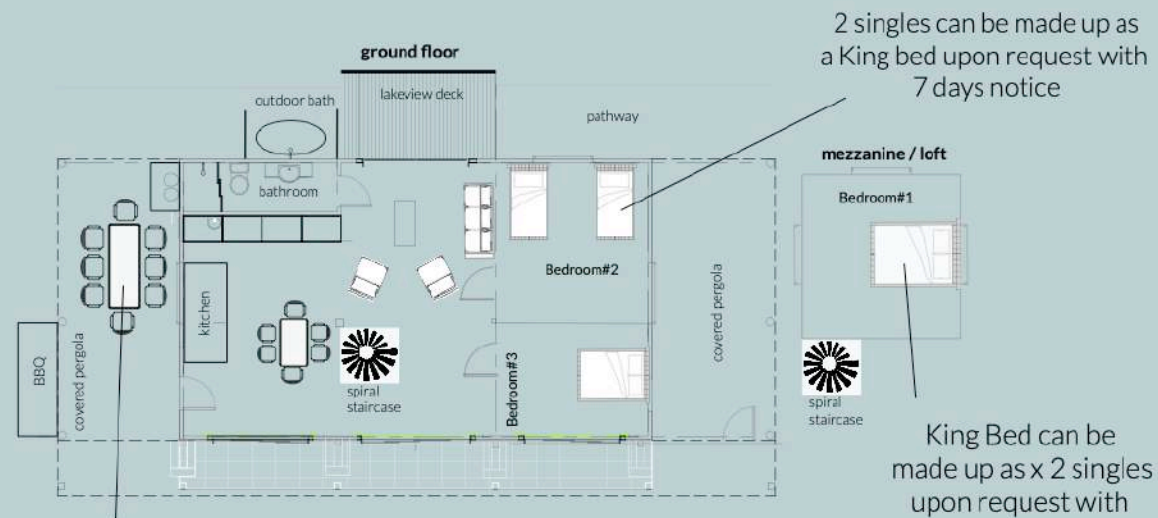 2 singles can be made up as
a King bed upon request with
7 days notice
ground floor
outdoor bath
lakeview deck
pathway
mezzanine / loft
bathroom
Bedroom#1
Bedroom#2
kitchen
covered pergola
covered pergola
BBQ
spiral
staircase
Bedroom#3
spiral
staircase
King Bed can be
made up as x 2 singles
upon request with